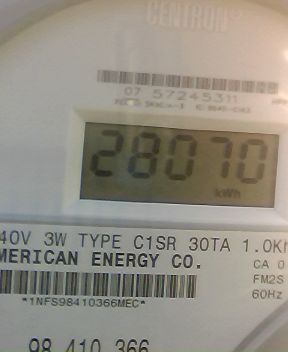 CENTRON®
07 57245311
28070
kWh
40V 3W TYPE C1SR 30TA 1.0Kh
MERICAN ENERGY CO.
CA 0
FM2S
*1NFS98410366MEC*
60Hz
98 410 366